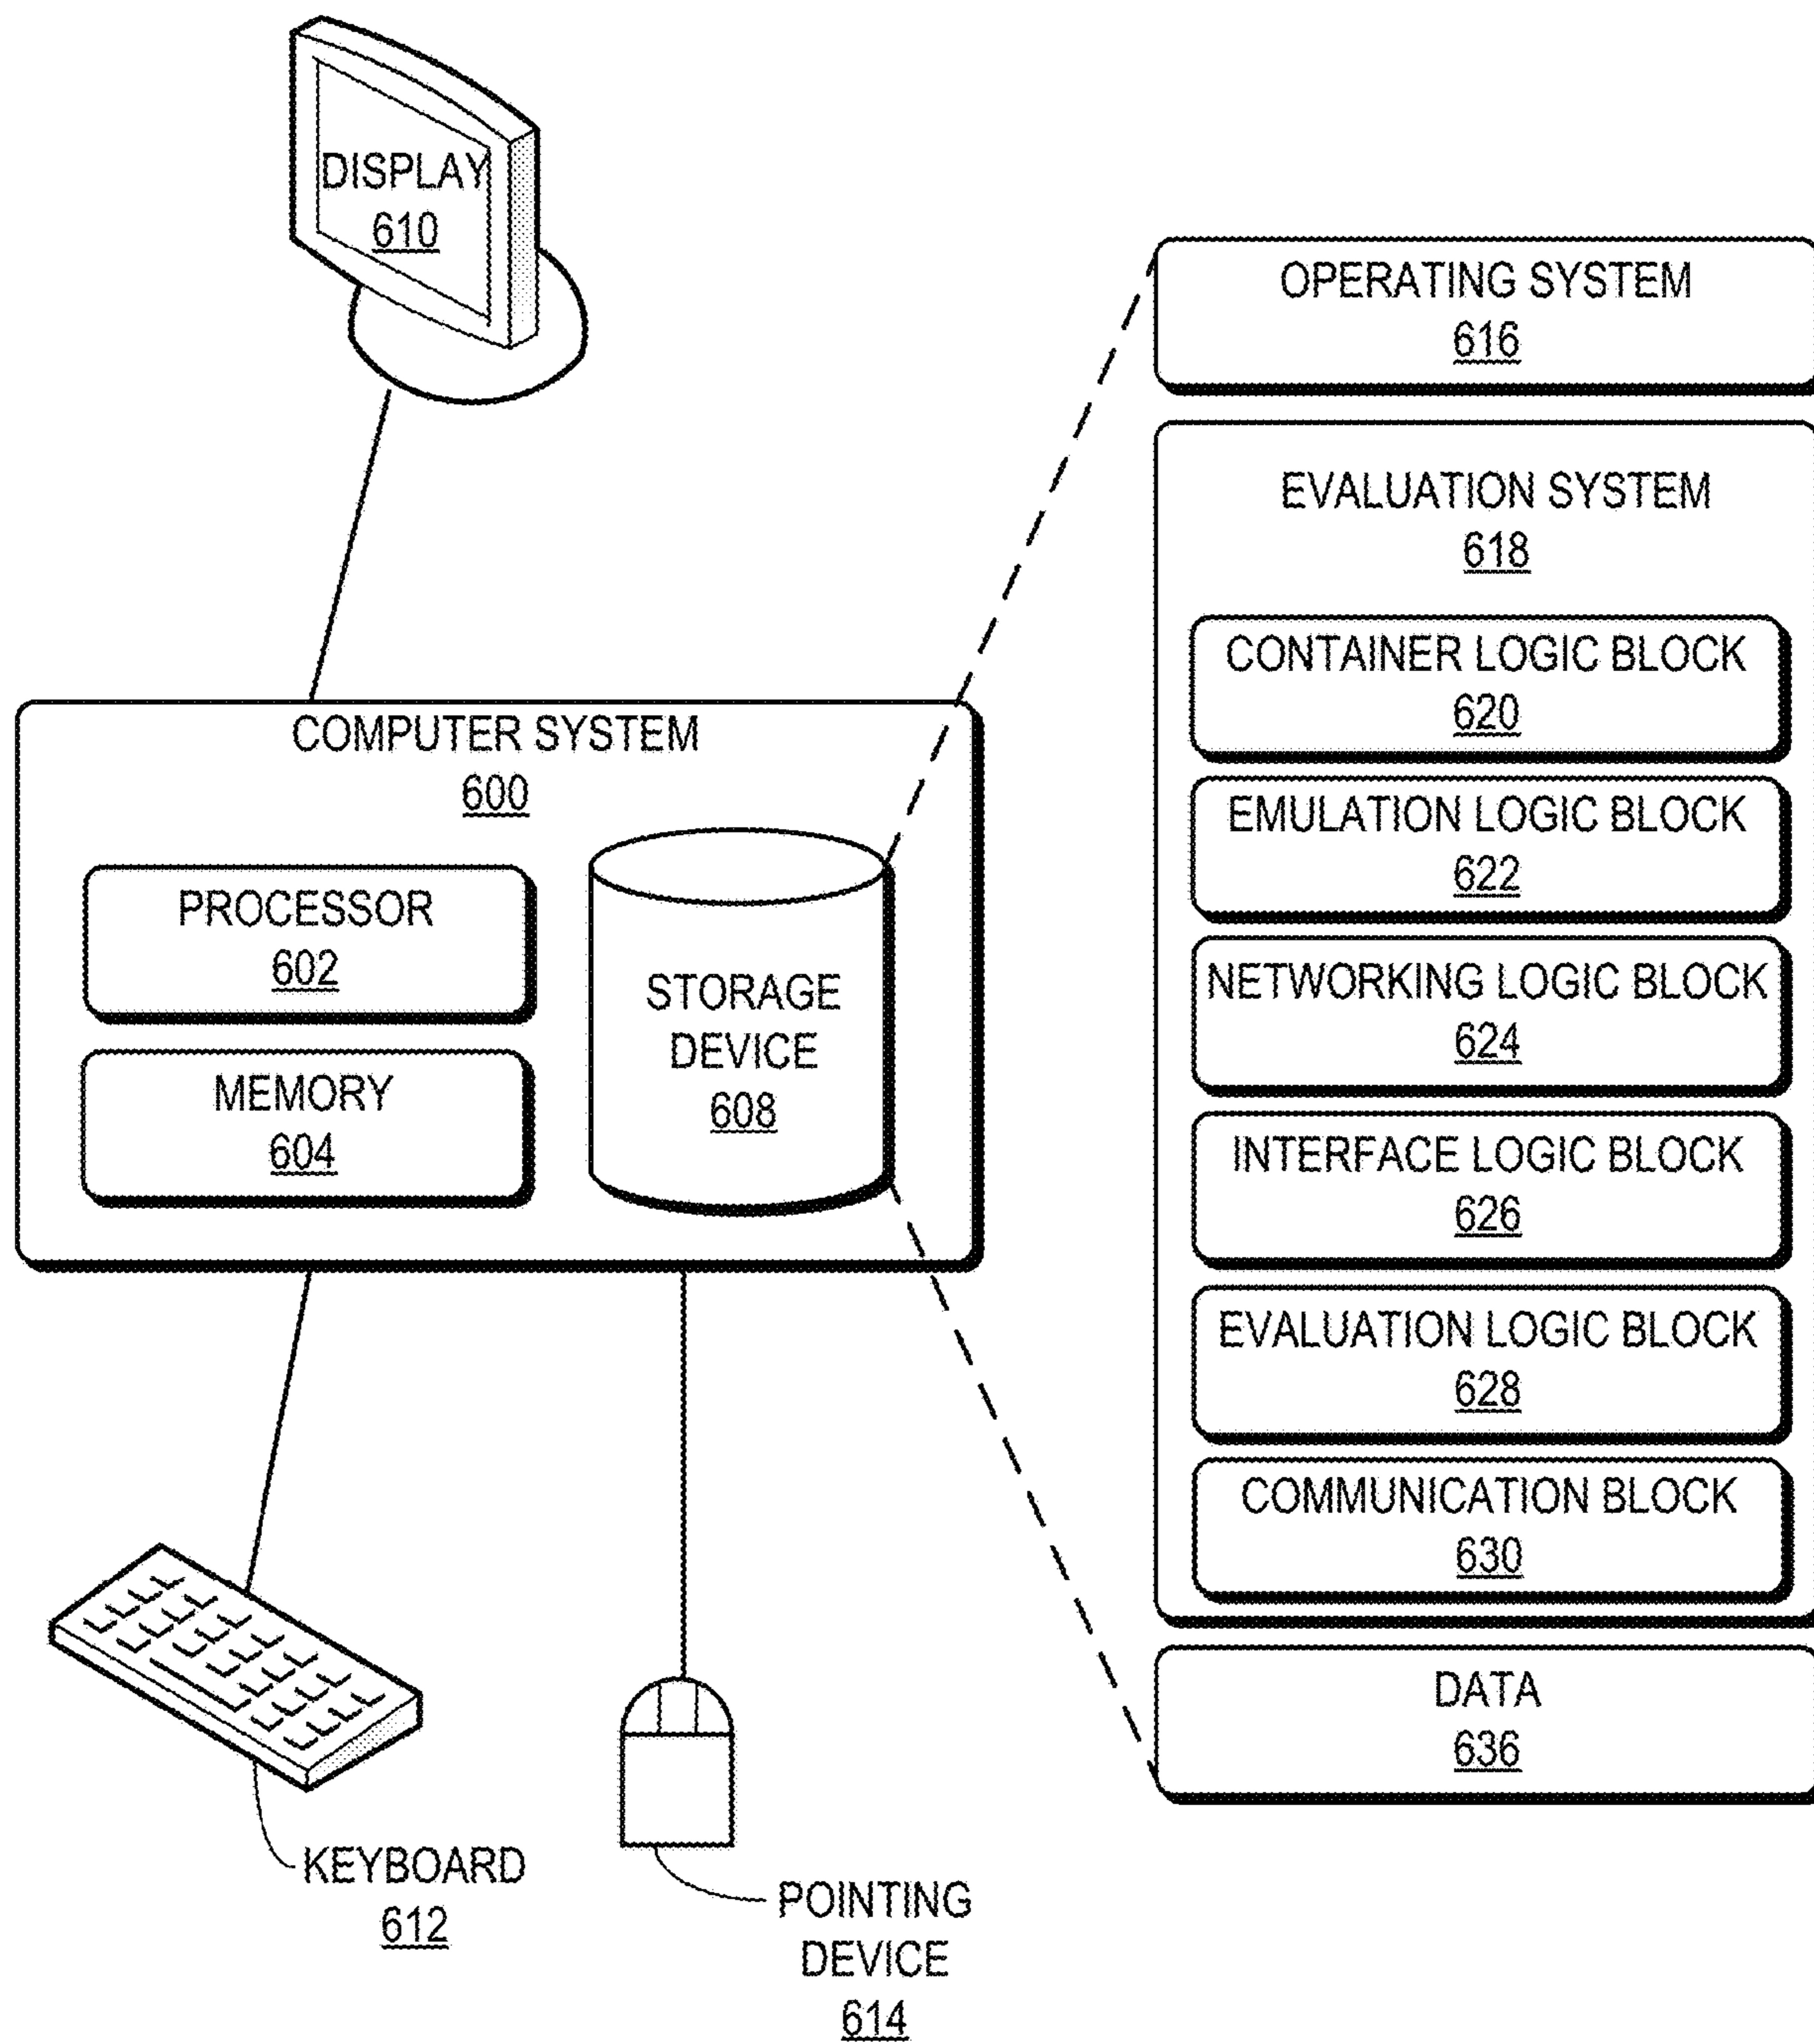 DISPLAY
610
COMPUTER SYSTEM
600
PROCESSOR
602
MEMORY
604
STORAGE
DEVICE
608
KEYBOARD
612
POINTING
DEVICE
614
OPERATING SYSTEM
616
EVALUATION SYSTEM
618
CONTAINER LOGIC BLOCK
620
EMULATION LOGIC BLOCK
622
NETWORKING LOGIC BLOCK
624
INTERFACE LOGIC BLOCK
626
EVALUATION LOGIC BLOCK
628
COMMUNICATION BLOCK
630
DATA
636